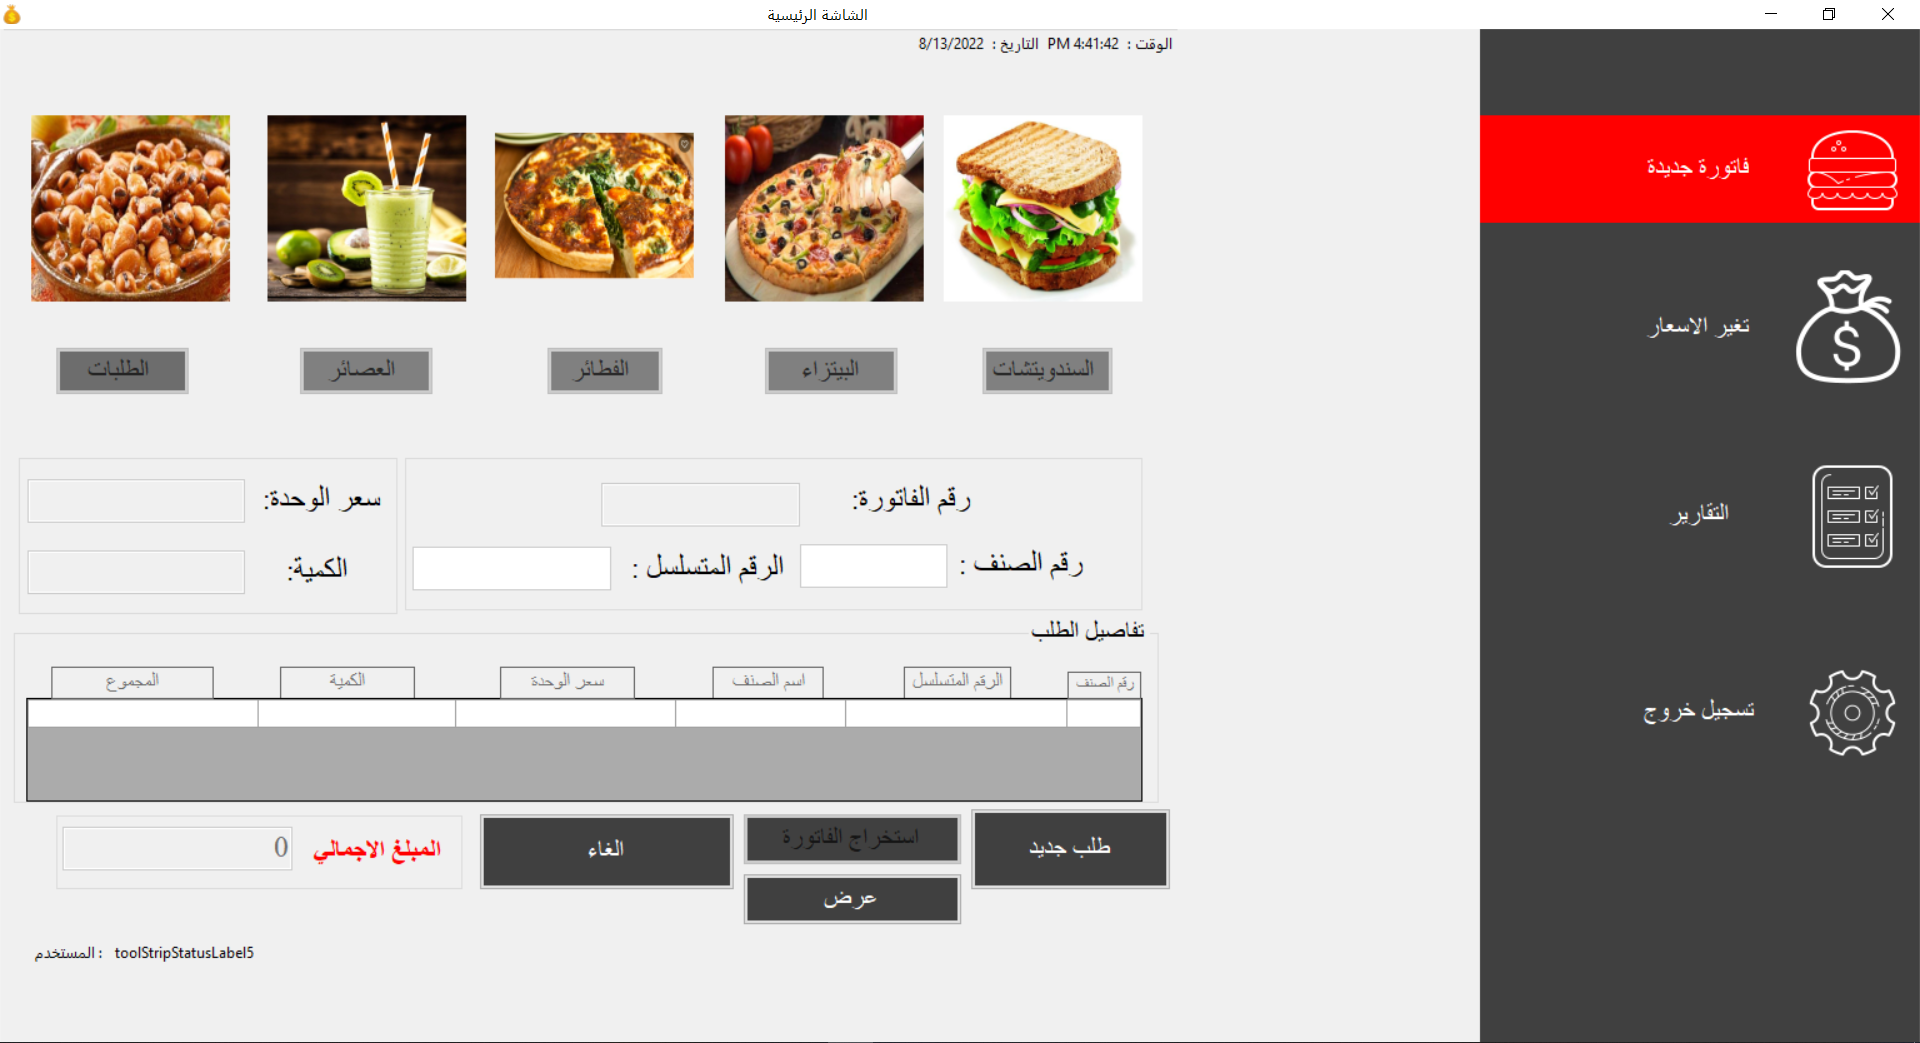 الشاشة الرئيسية
الوقت : PM 4:41:42 التاريخ : 8/13/2022
فاتورة جديدة
تغير الاسعار
التقارير
تسجيل خروج
السندويتشات
البيتزاء
الفطائر
العصائر
الطلبات
رقم الفاتورة:
سعر الوحدة:
رقم الصنف :
الرقم المتسلسل :
الكمية:
تفاصيل الطلب
رقم الصنف
الرقم المتسلسل
اسم الصنف
سعر الوحدة
الكمية
المجموع
طلب جديد
استخراج الفاتورة
عرض
الغاء
المبلغ الاجمالي
0
المستخدم : toolStripStatusLabel5